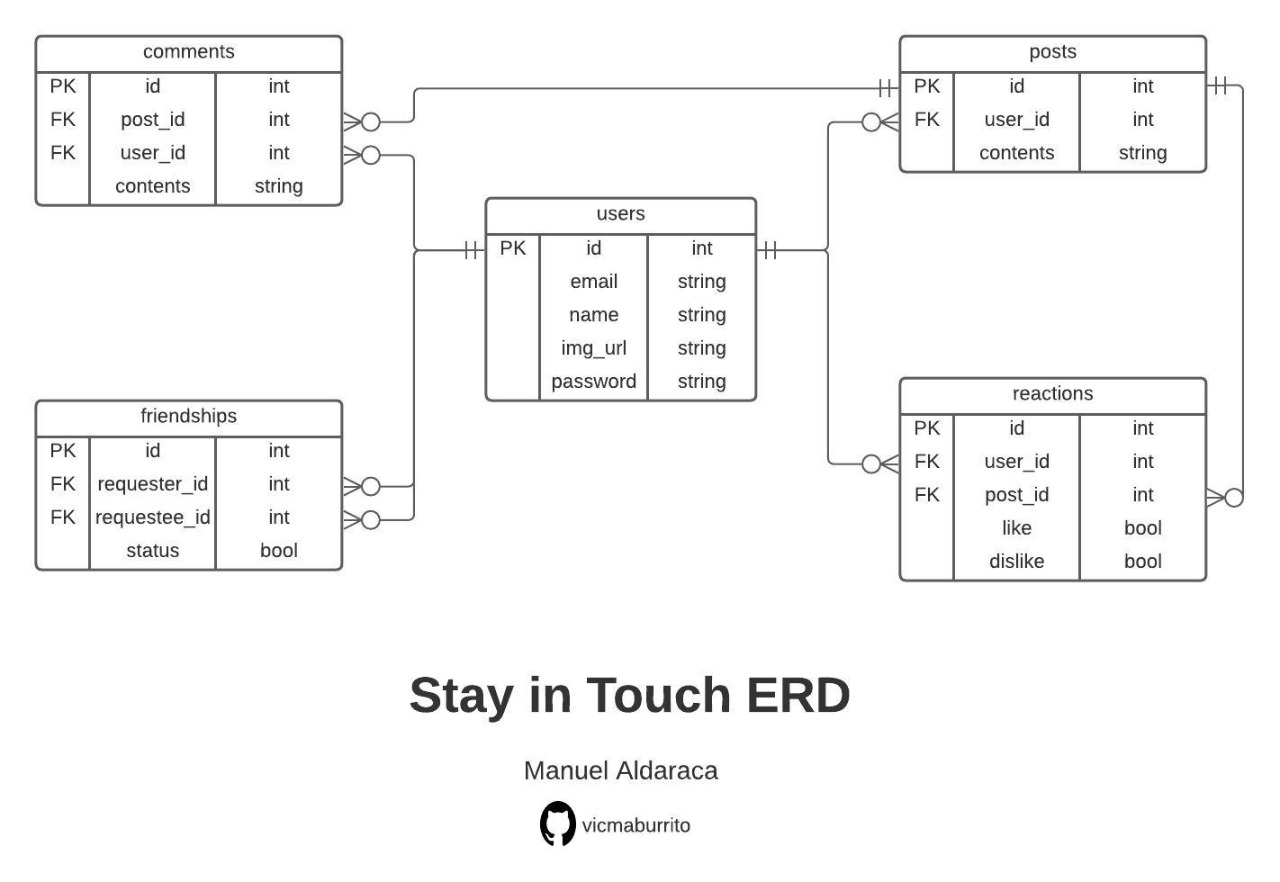 comments
PK id int
FK post_id int
FK user_id int
contents string
posts
PK id int
FK user_id int
contents string
users
PK id int
email string
name string
img_url string
password string
friendships
PK id int
FK requester_id int
FK requestee_id int
status bool
reactions
PK id int
FK user_id int
FK post_id int
like bool
dislike bool
Stay in Touch ERD
Manuel Aldaraca
vicmaburrito